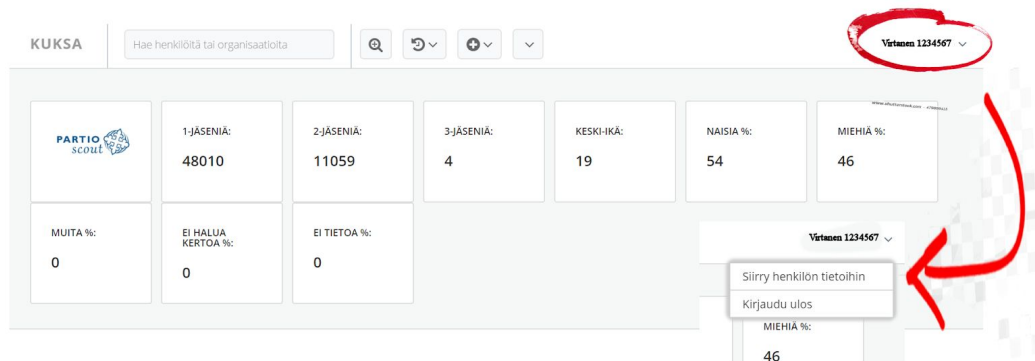 KUKSA
Hae henkilöitä tai organisaatioita
Virtanen 1234567
PARTIO
scout
1-JÄSENIÄ:
48010
2-JÄSENIÄ:
11059
3-JÄSENIÄ:
4
KESKI-IKÄ:
19
NAISIA %:
54
MIEHIÄ %:
46
MUITA %:
0
EI HALUA
KERTOA %:
0
EI TIETOA %:
0
Virtanen 1234567
Siirry henkilön tietoihin
Kirjaudu ulos
MIEHIÄ %:
46